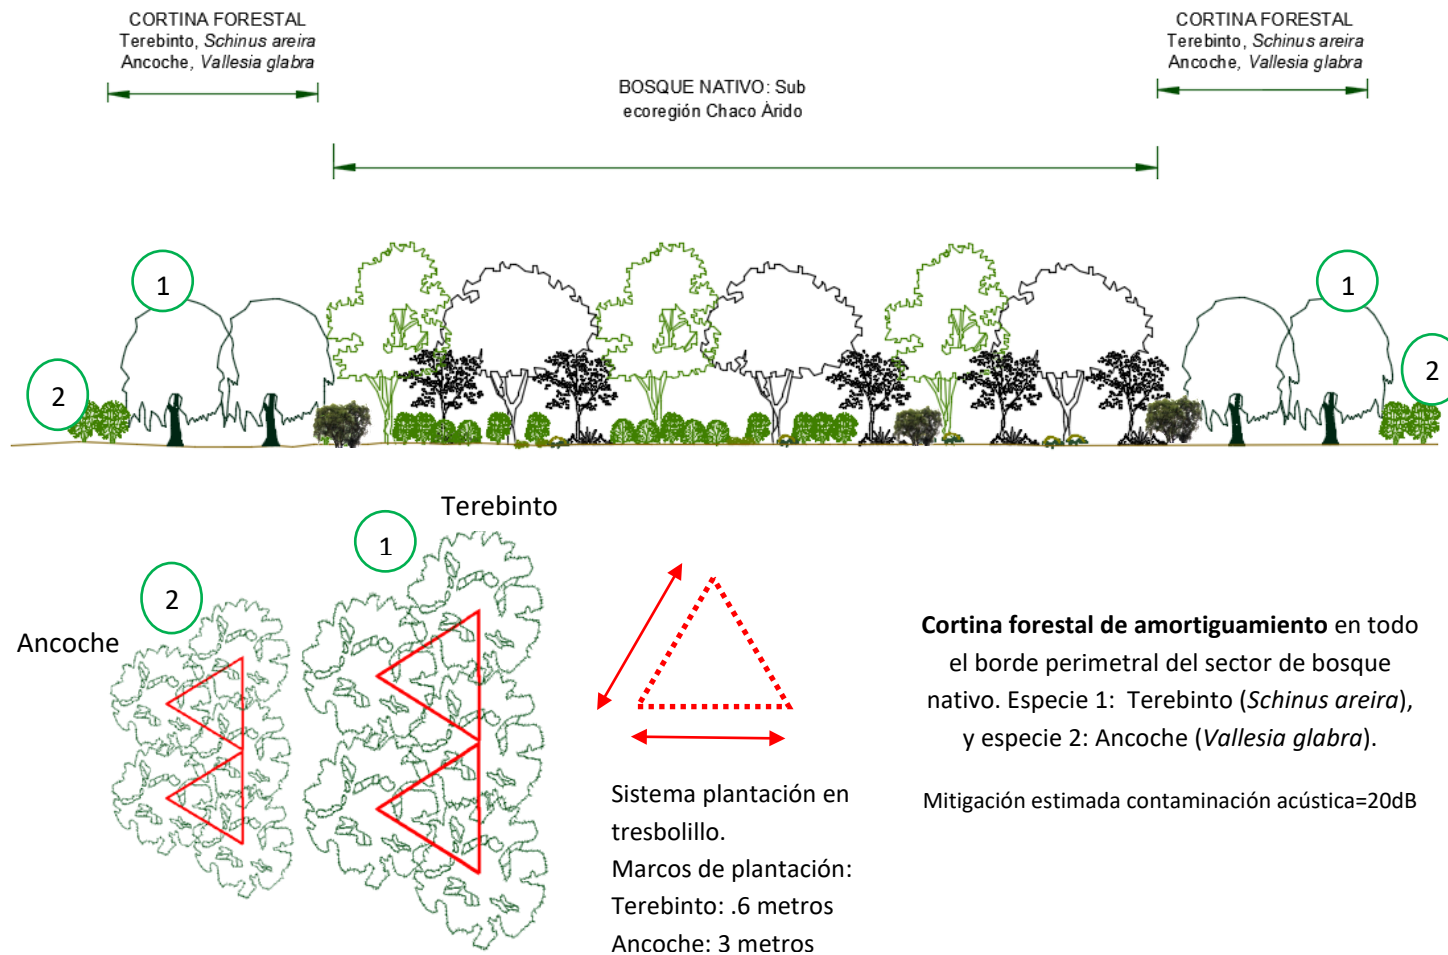 CORTINA FORESTAL
Terebinto, Schinus areira
Ancoche, Vallesia glabra
BOSQUE NATIVO: Sub
ecoregión Chaco Àrido
CORTINA FORESTAL
Terebinto, Schinus areira
Ancoche, Vallesia glabra
1
2
1
2
Terebinto
1
2
Ancoche
Sistema plantación en
tresbolillo.
Marcos de plantación:
Terebinto: .6 metros
Ancoche: 3 metros
Cortina forestal de amortiguamiento en todo
el borde perimetral del sector de bosque
nativo. Especie 1: Terebinto (Schinus areira),
y especie 2: Ancoche (Vallesia glabra).
Mitigación estimada contaminación acústica=20dB